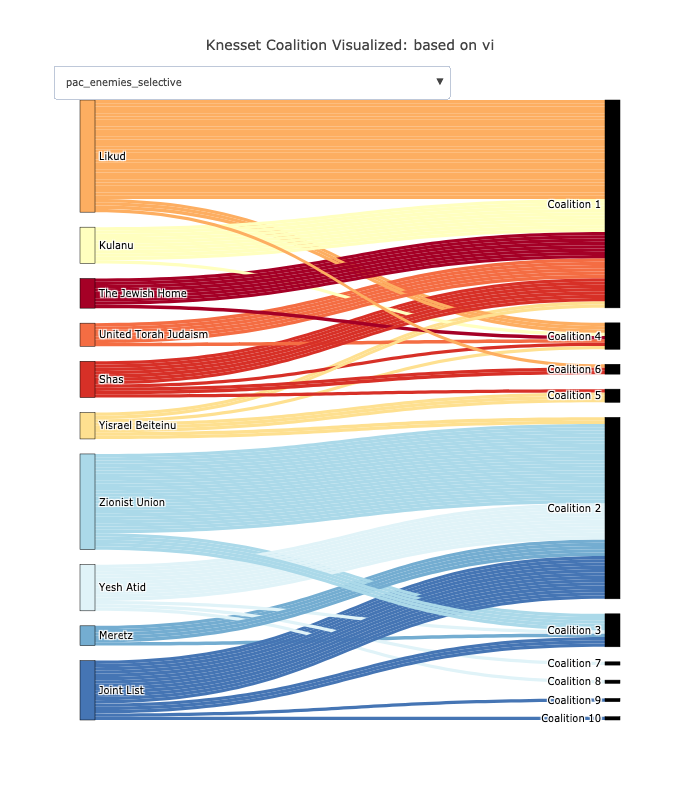 Knesset Coalition Visualized: based on vi
pac_enemies_selective
Likud
Kulanu
The Jewish Home
United Torah Judaism
Shas
Yisrael Beiteinu
Zionist Union
Yesh Atid
Meretz
Joint List
Coalition 1
Coalition 4
Coalition 6
Coalition 5
Coalition 2
Coalition 3
Coalition 7
Coalition 8
Coalition 9
Coalition 10